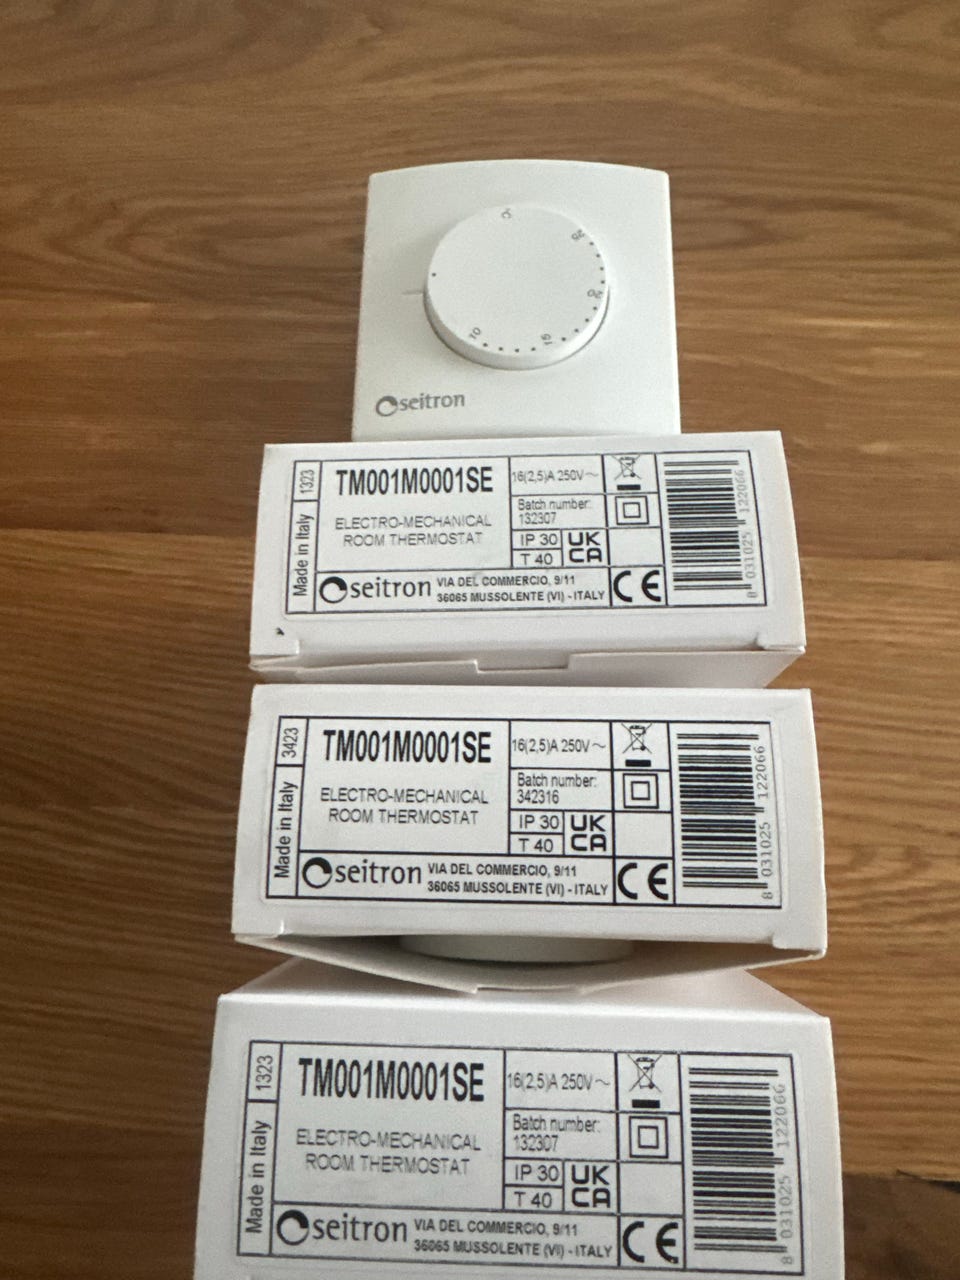 °C
25
20
15
10
seitron
1323
Made in Italy
TM001M0001SE
ELECTRO-MECHANICAL
ROOM THERMOSTAT
16(2,5)A 250V~
Batch number:
132307
IP 30
T 40
UK
CA
seitron
VIA DEL COMMERCIO, 9/11
36065 MUSSOLENTE (VI) - ITALY
CE
8 031025 122066
3423
Made in Italy
TM001M0001SE
ELECTRO-MECHANICAL
ROOM THERMOSTAT
16(2,5)A 250V~
Batch number:
342316
IP 30
T 40
UK
CA
seitron
VIA DEL COMMERCIO, 9/11
36065 MUSSOLENTE (VI) - ITALY
CE
8 031025 122066
1323
Made in Italy
TM001M0001SE
ELECTRO-MECHANICAL
ROOM THERMOSTAT
16(2,5)A 250V~
Batch number:
132307
IP 30
T 40
UK
CA
seitron
VIA DEL COMMERCIO, 9/11
36065 MUSSOLENTE (VI) - ITALY
CE
8 031025 122066